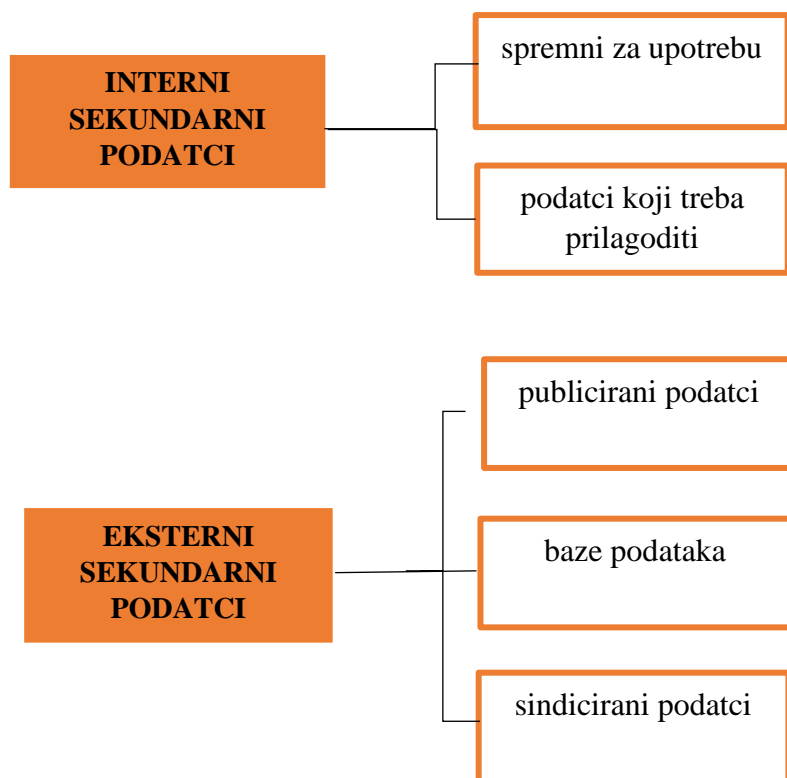 INTERNI
SEKUNDARNI
PODATCI
spremni za upotrebu
podatci koji treba
prilagoditi
EKSTERNI
SEKUNDARNI
PODATCI
publicirani podatci
baze podataka
sindicirani podatci